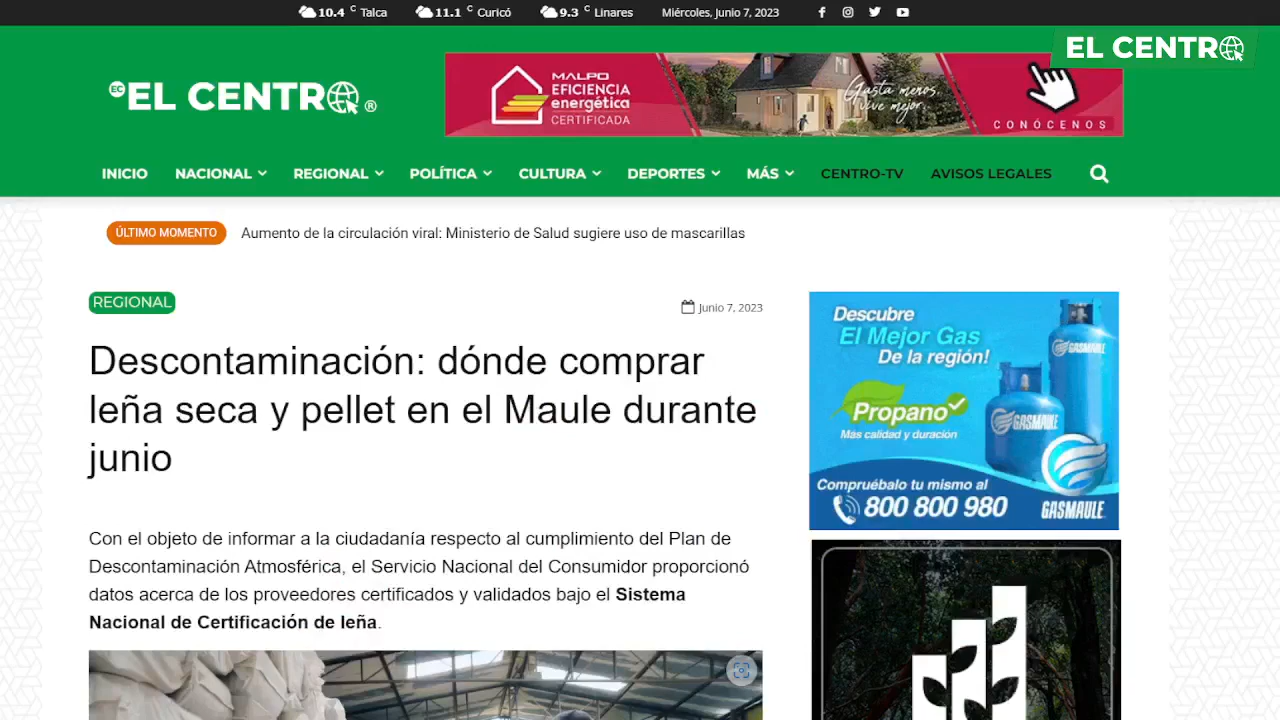 10.4 C Talca 11.1 C Curicó 9.3 C Linares Miércoles, Junio 7, 2023
EL CENTRO
EC EL CENTRO ®
MALPO
EFICIENCIA
energética
CERTIFICADA
Gasta menos,
vive mejor.
CONÓCENOS
INICIO NACIONAL REGIONAL POLÍTICA CULTURA DEPORTES MÁS CENTRO-TV AVISOS LEGALES
ÚLTIMO MOMENTO Aumento de la circulación viral: Ministerio de Salud sugiere uso de mascarillas
REGIONAL Junio 7, 2023
Descontaminación: dónde comprar
leña seca y pellet en el Maule durante
junio
Con el objeto de informar a la ciudadanía respecto al cumplimiento del Plan de
Descontaminación Atmosférica, el Servicio Nacional del Consumidor proporcionó
datos acerca de los proveedores certificados y validados bajo el Sistema
Nacional de Certificación de leña.
Descubre
El Mejor Gas
De la región!
GASMAULE
GASMAULE
Propano
Más calidad y duración
Compruébalo tu mismo al
800 800 980
GASMAULE